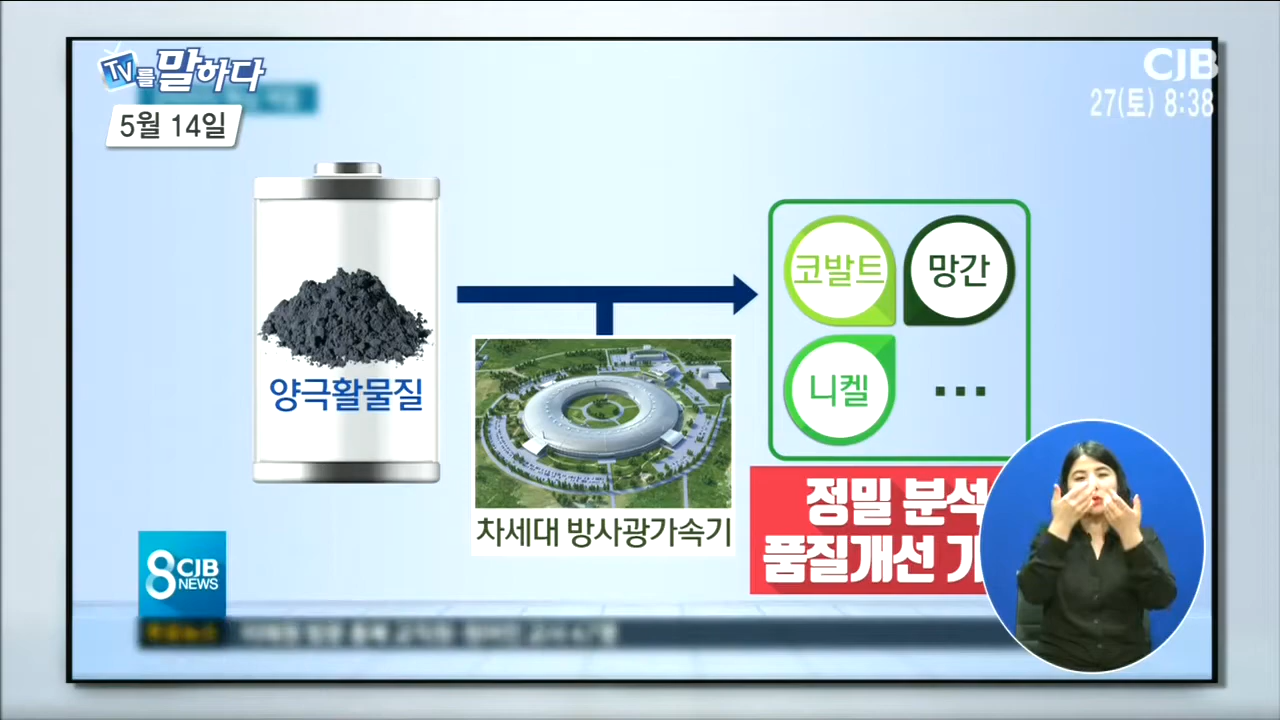 TV를 말하다
5월 14일
CJB
27(토) 8:38
양극활물질
코발트
망간
니켈
...
차세대 방사광가속기
정밀 분석
품질개선
8 CJB
NEWS